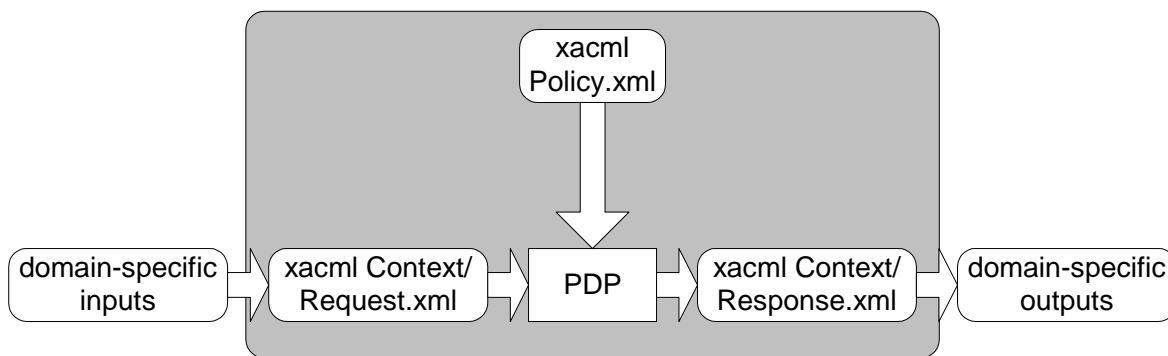 xacml
Policy.xml
domain-specific
inputs
xacml Context/
Request.xml
PDP
xacml Context/
Response.xml
domain-specific
outputs